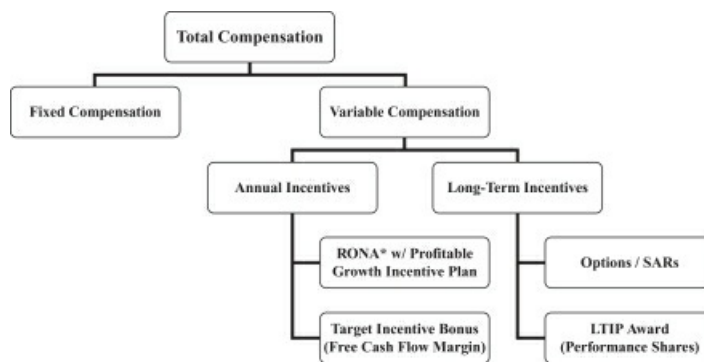 Total Compensation
Fixed Compensation
Variable Compensation
Annual Incentives
Long-Term Incentives
RONA* w/ Profitable
Growth Incentive Plan
Options / SARs
Target Incentive Bonus
(Free Cash Flow Margin)
LTIP Award
(Performance Shares)